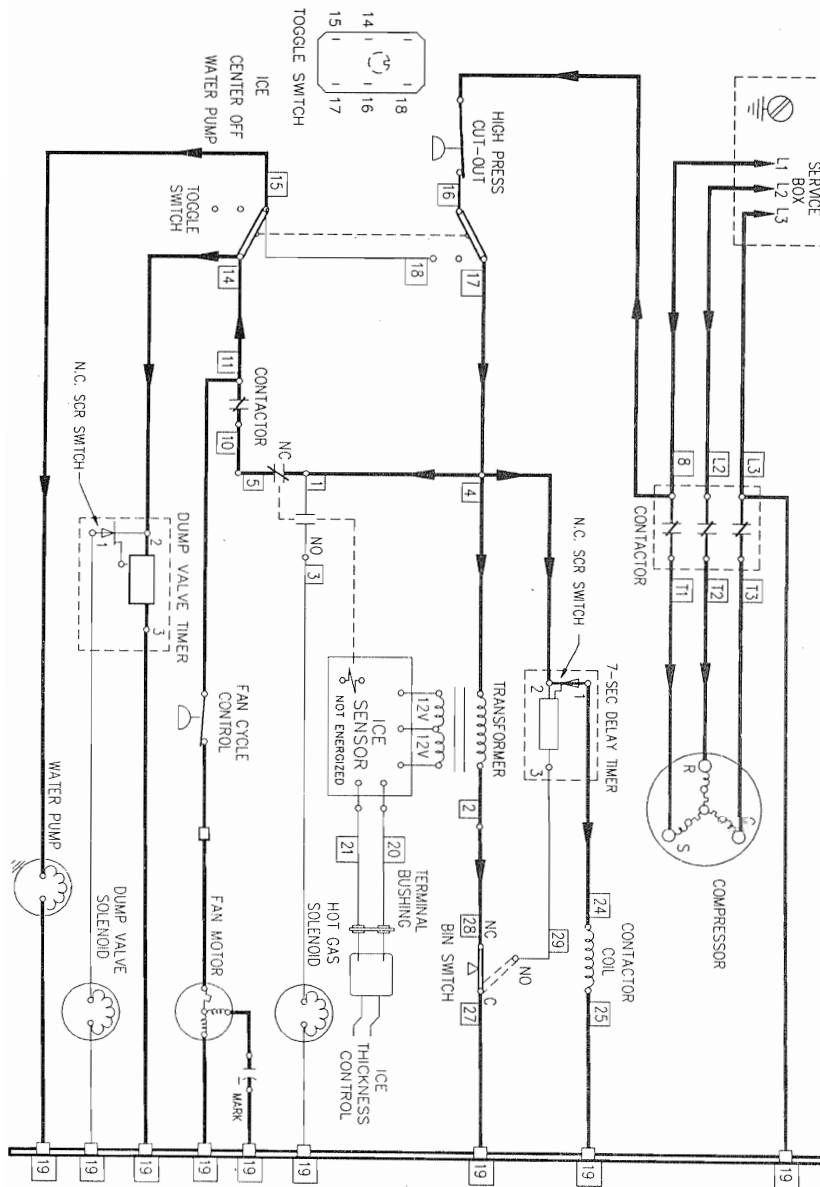 SERVICE
BOX
L1
L2
L3
8
L2
L3
CONTACTOR
T1
T2
T3
COMPRESSOR
R
S
C
HIGH PRESS
CUT-OUT
16
17
18
TOGGLE SWITCH
14
15
16
17
18
ICE
CENTER OFF
WATER PUMP
15
TOGGLE
SWITCH
14
11
CONTACTOR
10
5
NC
1
4
NO
3
N.C. SCR SWITCH
7-SEC DELAY TIMER
1
2
3
24
CONTACTOR
COIL
25
29
TRANSFORMER
12V
12V
2
NC
28
BIN SWITCH
NO
C
27
ICE
SENSOR
NOT ENERGIZED
20
21
TERMINAL
BUSHING
ICE
THICKNESS
CONTROL
HOT GAS
SOLENOID
FAN CYCLE
CONTROL
FAN MOTOR
MARK
N.C. SCR SWITCH
DUMP VALVE TIMER
1
2
3
DUMP VALVE
SOLENOID
WATER PUMP
19
19
19
19
19
19
19
19
19